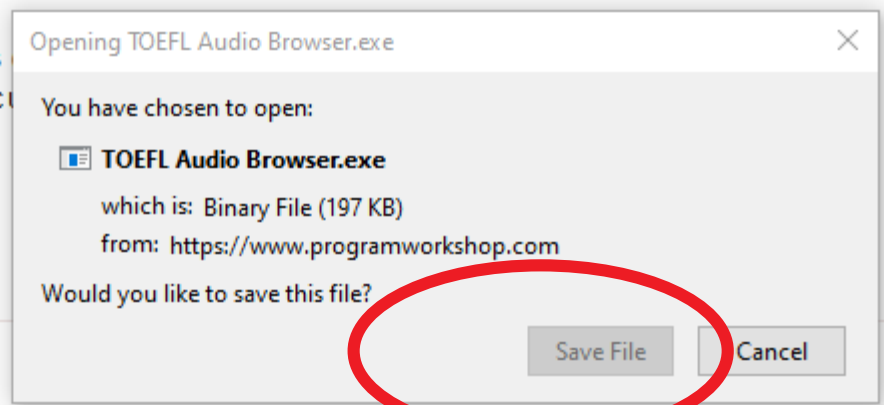 Opening TOEFL Audio Browser.exe
You have chosen to open:
TOEFL Audio Browser.exe
which is: Binary File (197 KB)
from: https://www.programworkshop.com
Would you like to save this file?
Save File Cancel